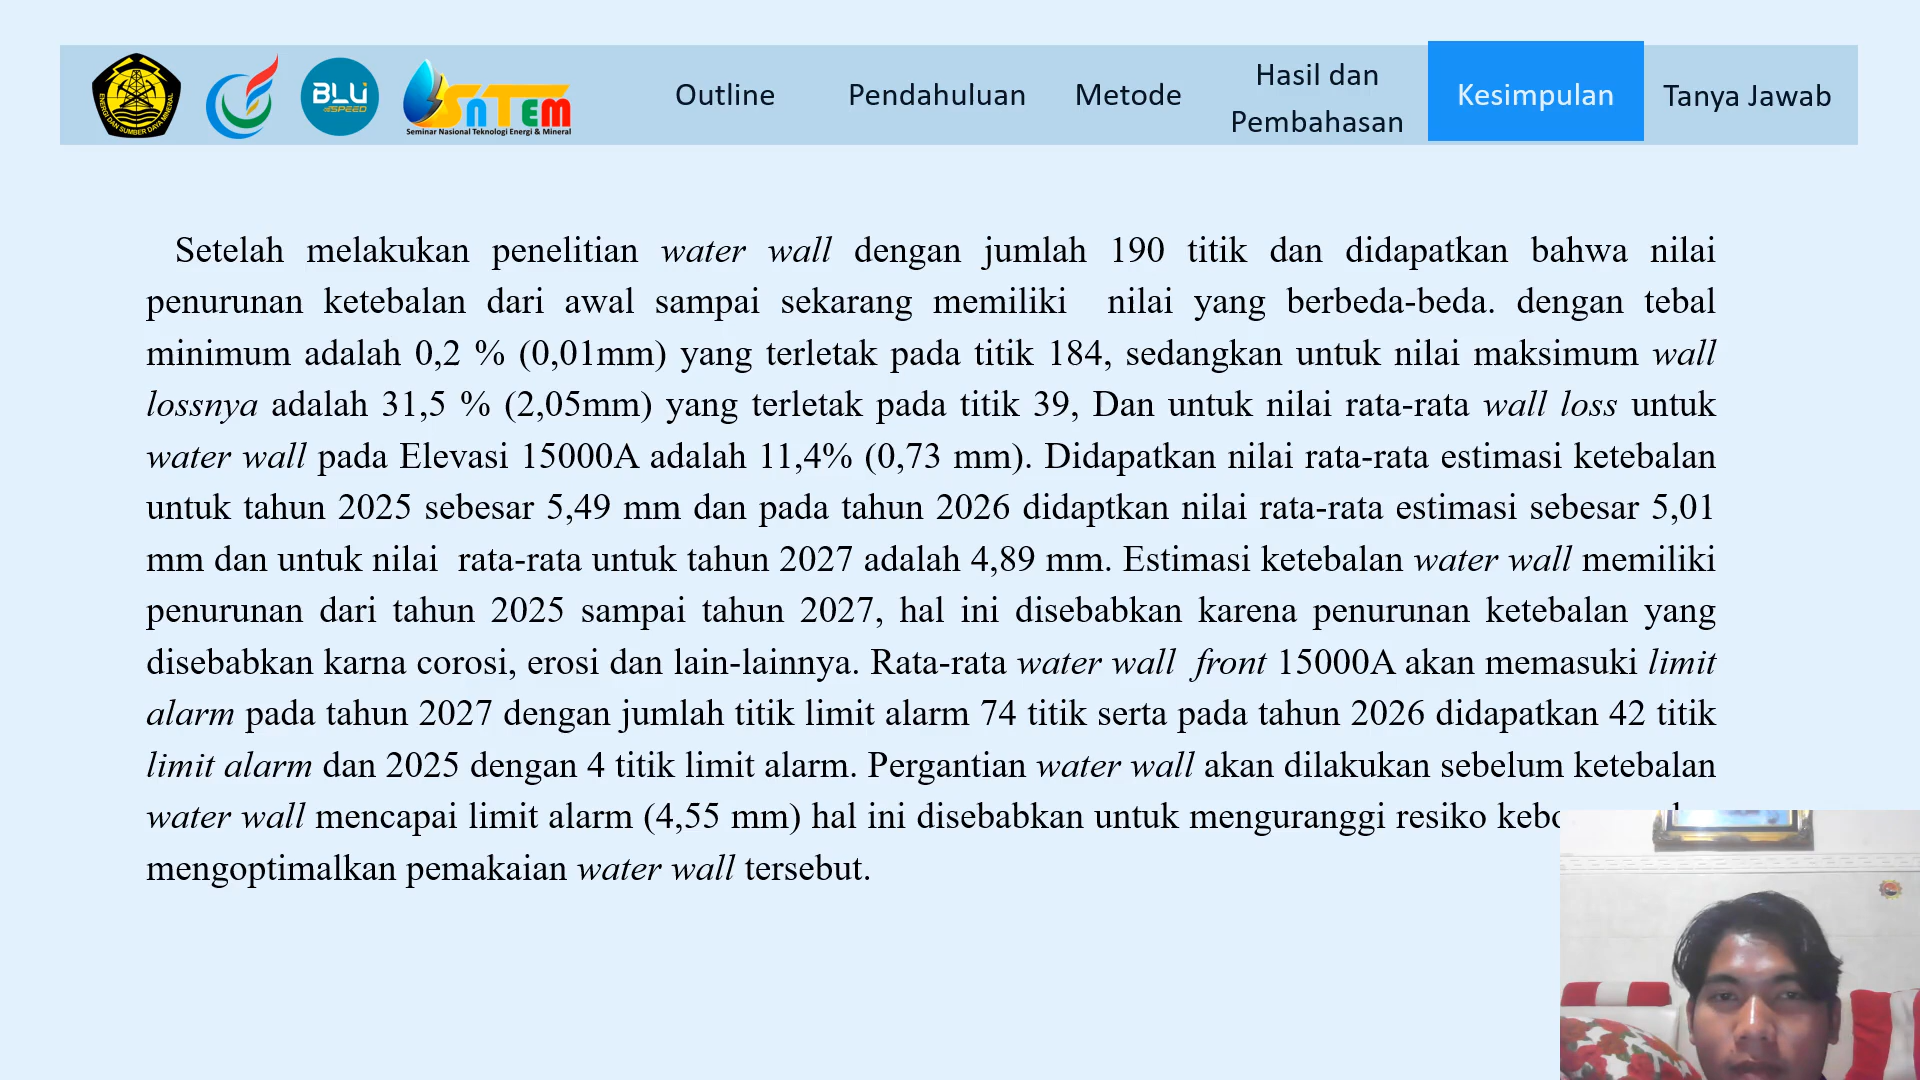 ENERGI DAN SUMBER DAYA MINERAL
BLU
SPEED
SNTEM
Seminar Nasional Teknologi Energi & Mineral
Outline
Pendahuluan
Metode
Hasil dan
Pembahasan
Kesimpulan
Tanya Jawab
Setelah melakukan penelitian water wall dengan jumlah 190 titik dan didapatkan bahwa nilai
penurunan ketebalan dari awal sampai sekarang memiliki nilai yang berbeda-beda. dengan tebal
minimum adalah 0,2 % (0,01mm) yang terletak pada titik 184, sedangkan untuk nilai maksimum wall
lossnya adalah 31,5 % (2,05mm) yang terletak pada titik 39, Dan untuk nilai rata-rata wall loss untuk
water wall pada Elevasi 15000A adalah 11,4% (0,73 mm). Didapatkan nilai rata-rata estimasi ketebalan
untuk tahun 2025 sebesar 5,49 mm dan pada tahun 2026 didaptkan nilai rata-rata estimasi sebesar 5,01
mm dan untuk nilai rata-rata untuk tahun 2027 adalah 4,89 mm. Estimasi ketebalan water wall memiliki
penurunan dari tahun 2025 sampai tahun 2027, hal ini disebabkan karena penurunan ketebalan yang
disebabkan karna corosi, erosi dan lain-lainnya. Rata-rata water wall front 15000A akan memasuki limit
alarm pada tahun 2027 dengan jumlah titik limit alarm 74 titik serta pada tahun 2026 didapatkan 42 titik
limit alarm dan 2025 dengan 4 titik limit alarm. Pergantian water wall akan dilakukan sebelum ketebalan
water wall mencapai limit alarm (4,55 mm) hal ini disebabkan untuk menguranggi resiko
mengoptimalkan pemakaian water wall tersebut.